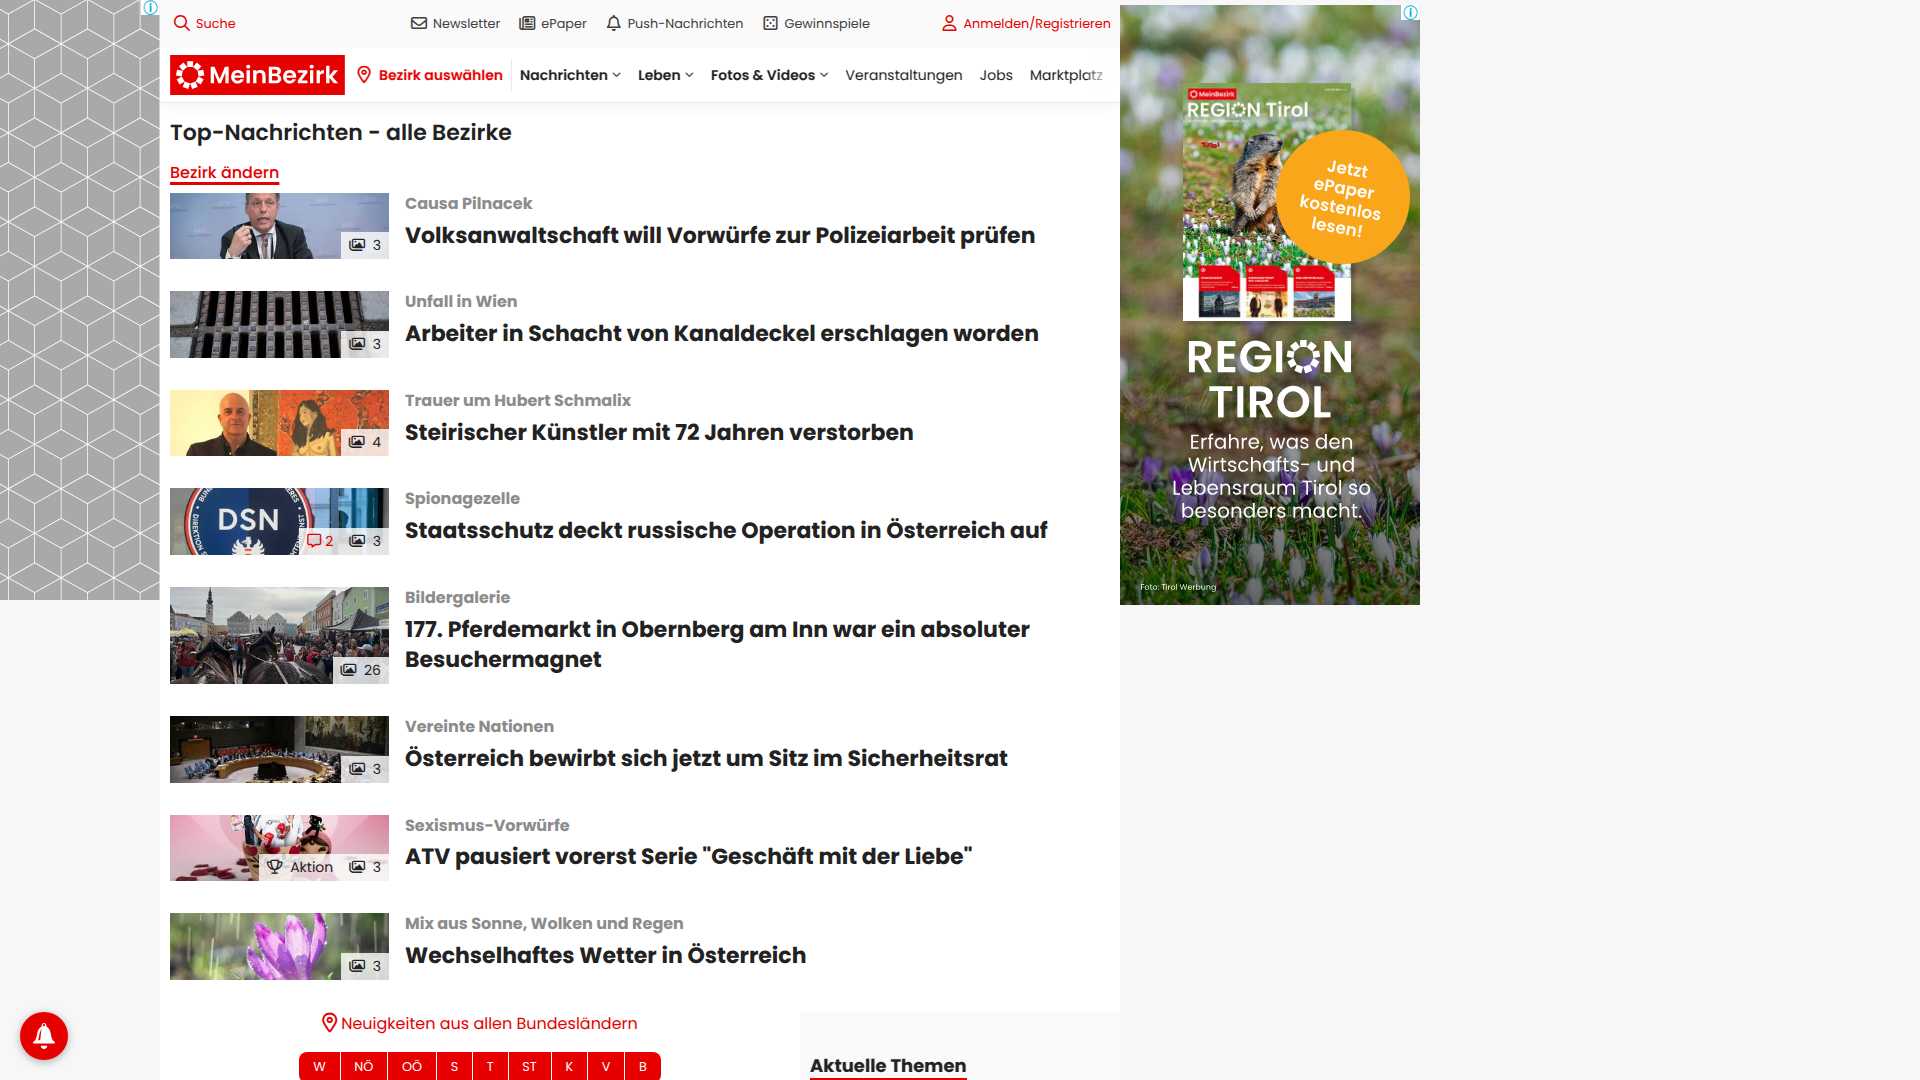 Suche
Newsletter
ePaper
Push-Nachrichten
Gewinnspiele
Anmelden/Registrieren
MeinBezirk
Bezirk auswählen
Nachrichten
Leben
Fotos & Videos
Veranstaltungen
Jobs
Marktplatz
Top-Nachrichten - alle Bezirke
Bezirk ändern
3
Causa Pilnacek
Volksanwaltschaft will Vorwürfe zur Polizeiarbeit prüfen
3
Unfall in Wien
Arbeiter in Schacht von Kanaldeckel erschlagen worden
4
Trauer um Hubert Schmalix
Steirischer Künstler mit 72 Jahren verstorben
DSN
2
3
Spionagezelle
Staatsschutz deckt russische Operation in Österreich auf
26
Bildergalerie
177. Pferdemarkt in Obernberg am Inn war ein absoluter
Besuchermagnet
3
Vereinte Nationen
Österreich bewirbt sich jetzt um Sitz im Sicherheitsrat
Aktion
3
Sexismus-Vorwürfe
ATV pausiert vorerst Serie "Geschäft mit der Liebe"
3
Mix aus Sonne, Wolken und Regen
Wechselhaftes Wetter in Österreich
Neuigkeiten aus allen Bundesländern
W
NÖ
OÖ
S
T
ST
K
V
B
Aktuelle Themen
MeinBezirk
REGION Tirol
Jetzt
ePaper
kostenlos
lesen!
REGION
TIROL
Erfahre, was den
Wirtschafts- und
Lebensraum Tirol so
besonders macht.
Foto: Tirol Werbung